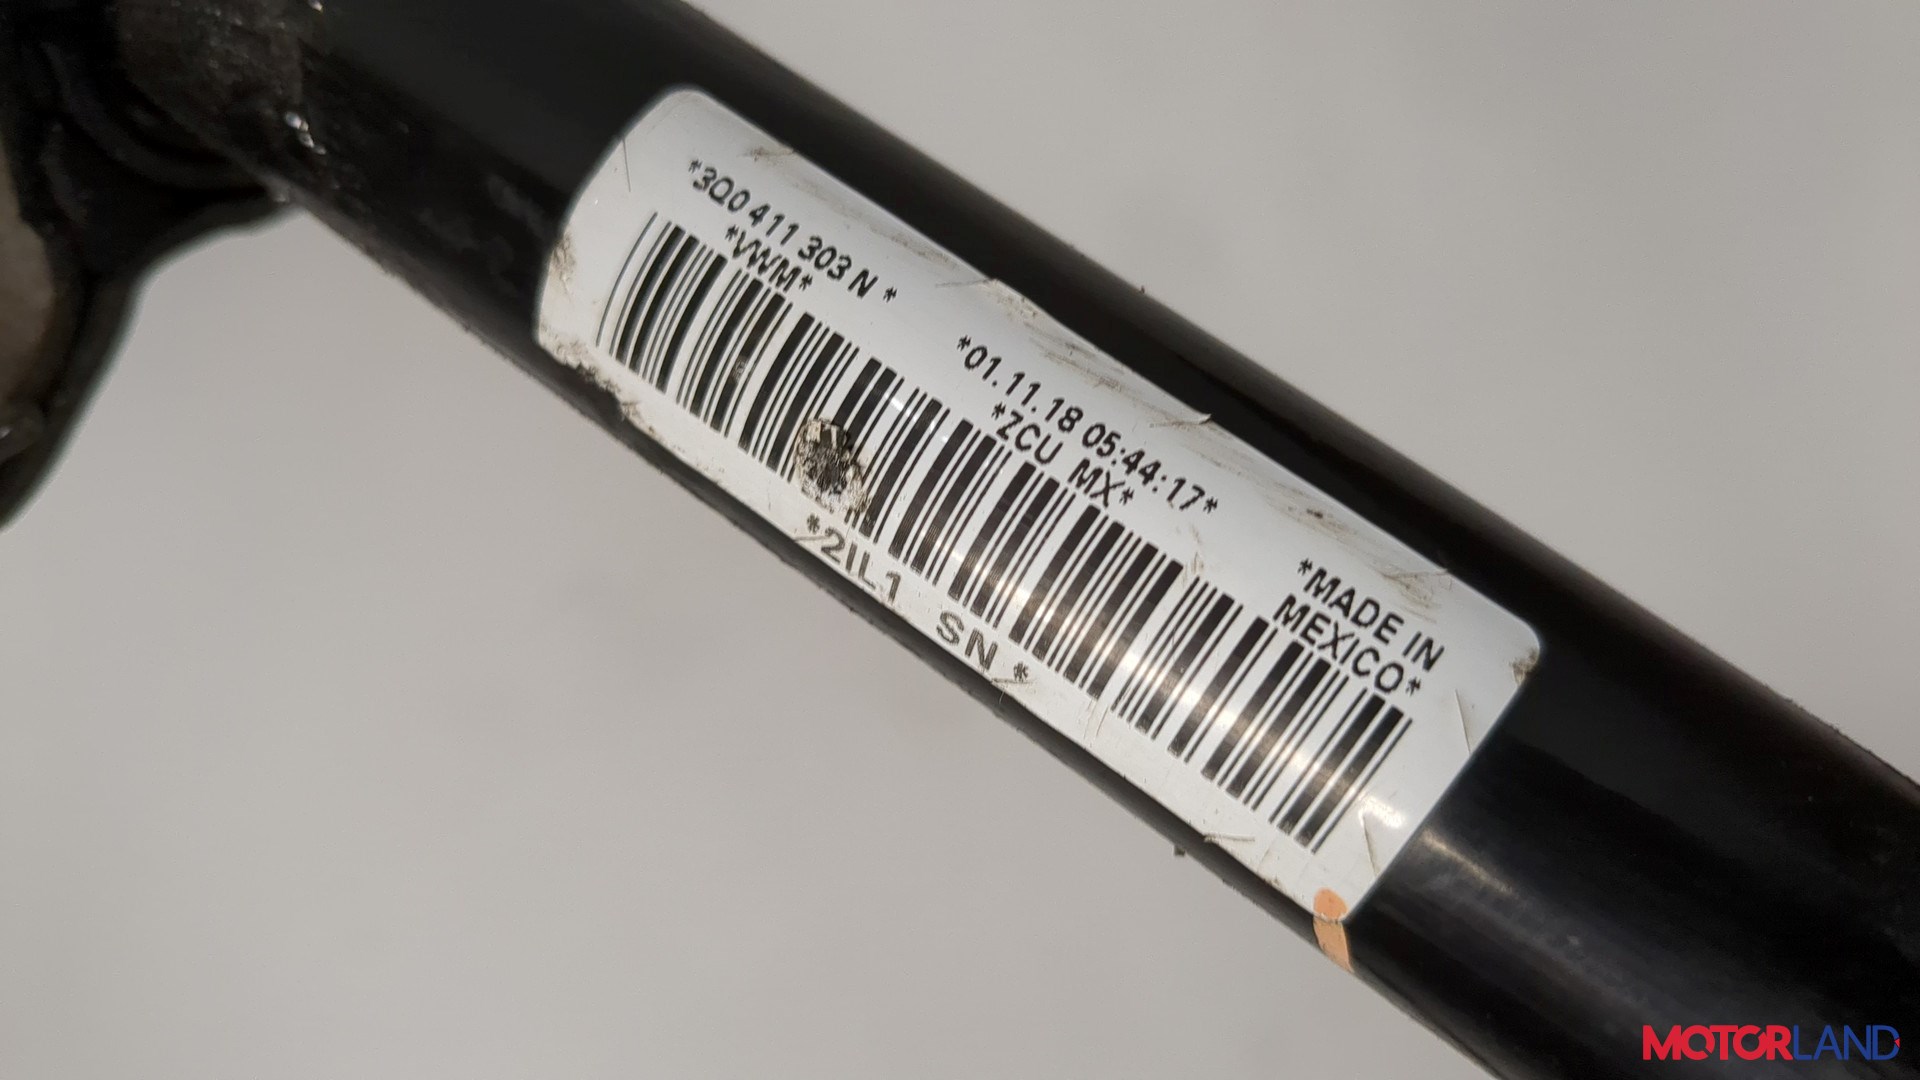 *3Q0 411 303 N *
*VWM*
*01.11.18 05:44:17*
*ZCU MX*
*MADE IN
MEXICO*
*2IL1 SN *
MOTORLAND